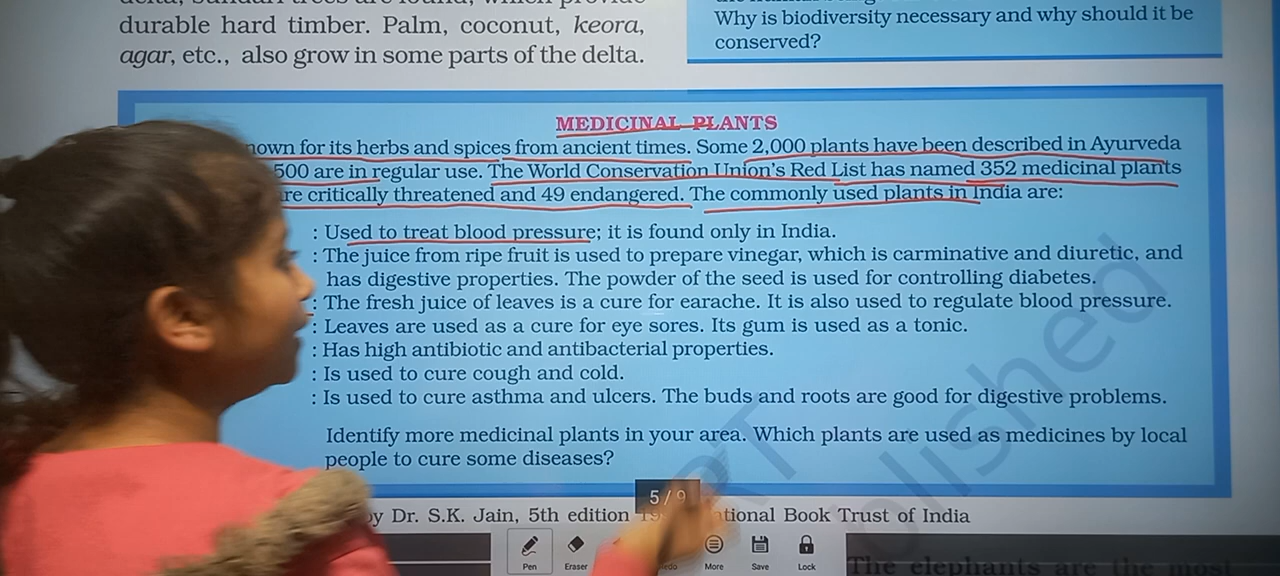 durable hard timber. Palm, coconut, keora,
agar, etc., also grow in some parts of the delta.
Why is biodiversity necessary and why should it be
conserved?
MEDICINAL PLANTS
nown for its herbs and spices from ancient times. Some 2,000 plants have been described in Ayurveda
500 are in regular use. The World Conservation Union's Red List has named 352 medicinal plants
re critically threatened and 49 endangered. The commonly used plants in India are:
: Used to treat blood pressure; it is found only in India.
: The juice from ripe fruit is used to prepare vinegar, which is carminative and diuretic, and
has digestive properties. The powder of the seed is used for controlling diabetes.
: The fresh juice of leaves is a cure for earache. It is also used to regulate blood pressure.
: Leaves are used as a cure for eye sores. Its gum is used as a tonic.
: Has high antibiotic and antibacterial properties.
: Is used to cure cough and cold.
: Is used to cure asthma and ulcers. The buds and roots are good for digestive problems.
Identify more medicinal plants in your area. Which plants are used as medicines by local
people to cure some diseases?
5 / 9
by Dr. S.K. Jain, 5th edition ational Book Trust of India
Pen Eraser More Save Lock
The elephants are the most